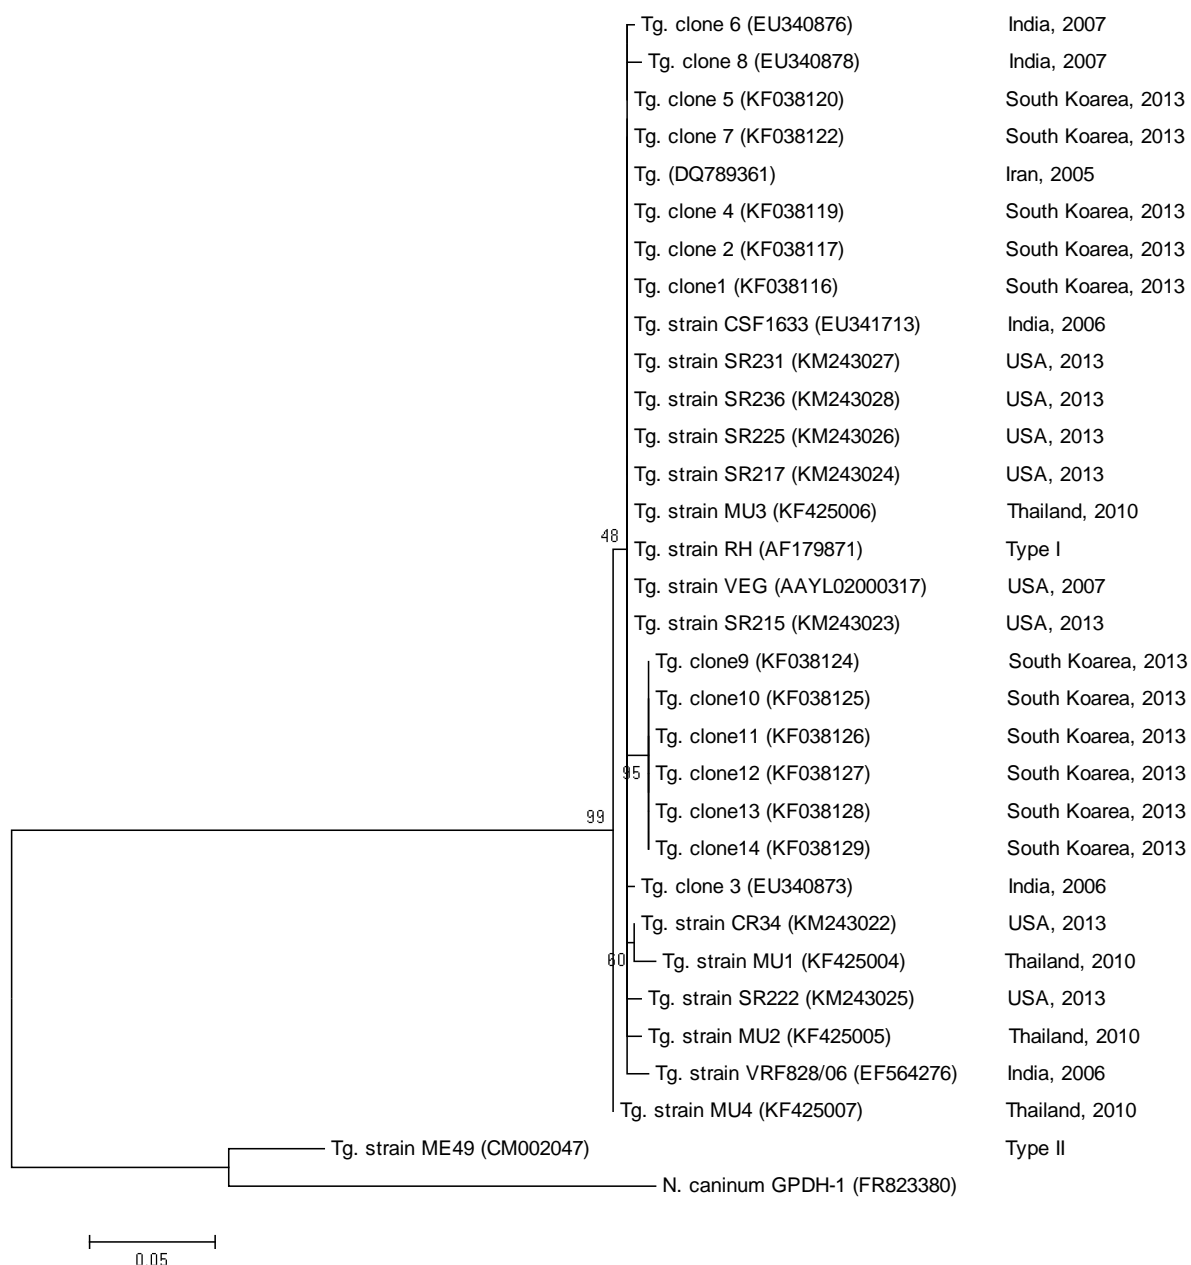 Tg. clone 6 (EU340876) India, 2007
Tg. clone 8 (EU340878) India, 2007
Tg. clone 5 (KF038120) South Koarea, 2013
Tg. clone 7 (KF038122) South Koarea, 2013
Tg. (DQ789361) Iran, 2005
Tg. clone 4 (KF038119) South Koarea, 2013
Tg. clone 2 (KF038117) South Koarea, 2013
Tg. clone1 (KF038116) South Koarea, 2013
Tg. strain CSF1633 (EU341713) India, 2006
Tg. strain SR231 (KM243027) USA, 2013
Tg. strain SR236 (KM243028) USA, 2013
Tg. strain SR225 (KM243026) USA, 2013
Tg. strain SR217 (KM243024) USA, 2013
Tg. strain MU3 (KF425006) Thailand, 2010
48
Tg. strain RH (AF179871) Type I
Tg. strain VEG (AAYL02000317) USA, 2007
Tg. strain SR215 (KM243023) USA, 2013
Tg. clone9 (KF038124) South Koarea, 2013
Tg. clone10 (KF038125) South Koarea, 2013
Tg. clone11 (KF038126) South Koarea, 2013
95 Tg. clone12 (KF038127) South Koarea, 2013
99 Tg. clone13 (KF038128) South Koarea, 2013
Tg. clone14 (KF038129) South Koarea, 2013
Tg. clone 3 (EU340873) India, 2006
Tg. strain CR34 (KM243022) USA, 2013
60 Tg. strain MU1 (KF425004) Thailand, 2010
Tg. strain SR222 (KM243025) USA, 2013
Tg. strain MU2 (KF425005) Thailand, 2010
Tg. strain VRF828/06 (EF564276) India, 2006
Tg. strain MU4 (KF425007) Thailand, 2010
Tg. strain ME49 (CM002047) Type II
N. caninum GPDH-1 (FR823380)
0.05